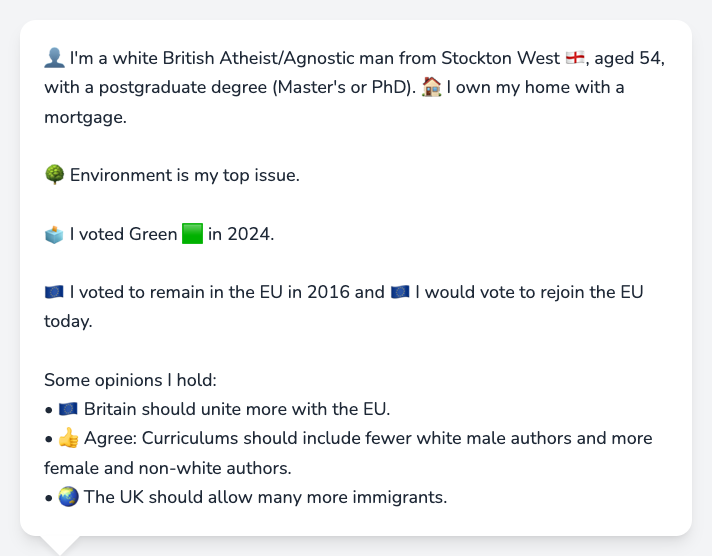 👤 I'm a white British Atheist/Agnostic man from Stockton West 🏴󠁧󠁢󠁥󠁮󠁧󠁿, aged 54,
with a postgraduate degree (Master's or PhD). 🏠 I own my home with a
mortgage.
🌳 Environment is my top issue.
🗳️ I voted Green 🟩 in 2024.
🇪🇺 I voted to remain in the EU in 2016 and 🇪🇺 I would vote to rejoin the EU
today.
Some opinions I hold:
• 🇪🇺 Britain should unite more with the EU.
• 👍 Agree: Curriculums should include fewer white male authors and more
female and non-white authors.
• 🌏 The UK should allow many more immigrants.